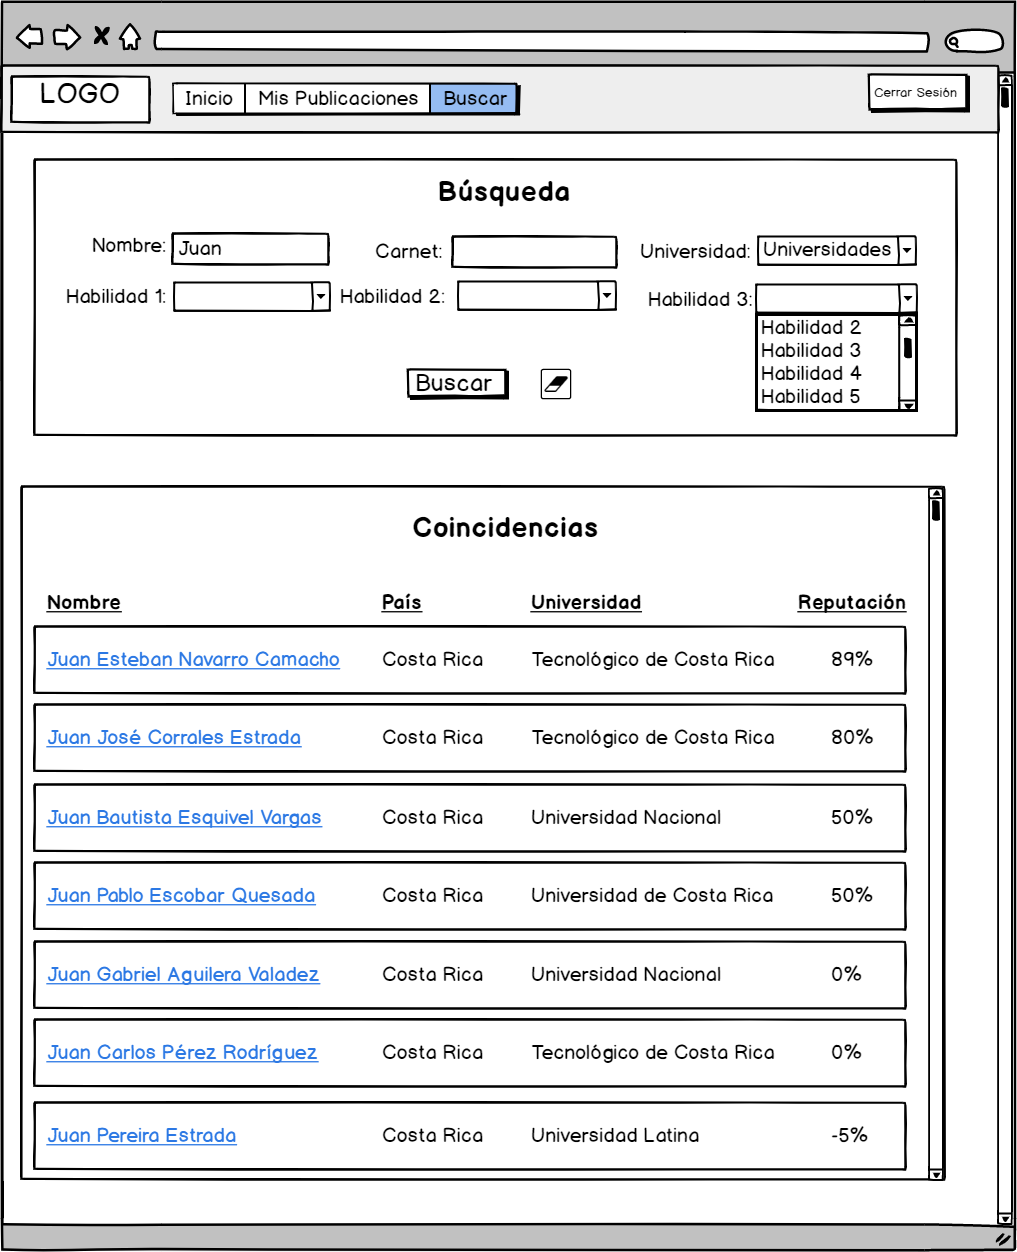 LOGO
Inicio
Mis Publicaciones
Buscar
Cerrar Sesión
Búsqueda
Nombre:
Juan
Carnet:
Universidad:
Universidades
Habilidad 1:
Habilidad 2:
Habilidad 3:
Habilidad 2
Habilidad 3
Habilidad 4
Habilidad 5
Buscar
Coincidencias
Nombre País Universidad Reputación
Juan Esteban Navarro Camacho Costa Rica Tecnológico de Costa Rica 89%
Juan José Corrales Estrada Costa Rica Tecnológico de Costa Rica 80%
Juan Bautista Esquivel Vargas Costa Rica Universidad Nacional 50%
Juan Pablo Escobar Quesada Costa Rica Universidad de Costa Rica 50%
Juan Gabriel Aguilera Valadez Costa Rica Universidad Nacional 0%
Juan Carlos Pérez Rodríguez Costa Rica Tecnológico de Costa Rica 0%
Juan Pereira Estrada Costa Rica Universidad Latina -5%